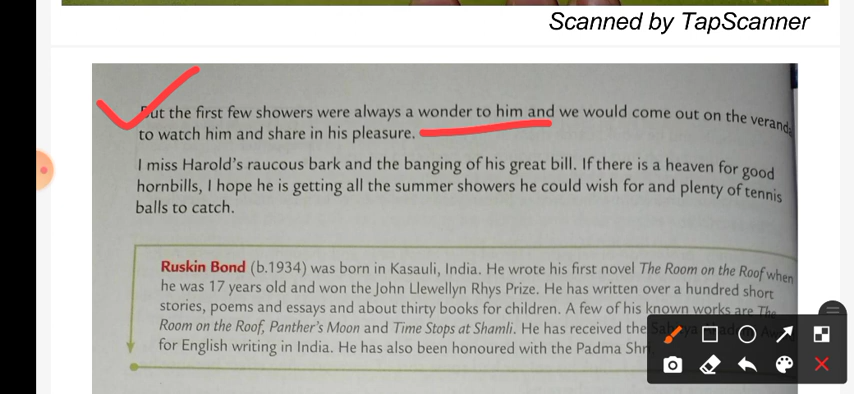 Scanned by TapScanner
But the first few showers were always a wonder to him and we would come out on the
to watch him and share in his pleasure.
I miss Harold's raucous bark and the banging of his great bill. If there is a heaven for good
hornbills, I hope he is getting all the summer showers he could wish for and plenty of tennis
balls to catch.
Ruskin Bond (b.1934) was born in Kasauli, India. He wrote his first novel The Room on the Roof when
he was 17 years old and won the John Llewellyn Rhys Prize. He has written over a hundred short
stories, poems and essays and about thirty books for children. A few of his known works are The
Room on the Roof, Panther's Moon and Time Stops at Shamli. He has received the
for English writing in India. He has also been honoured with the Padma